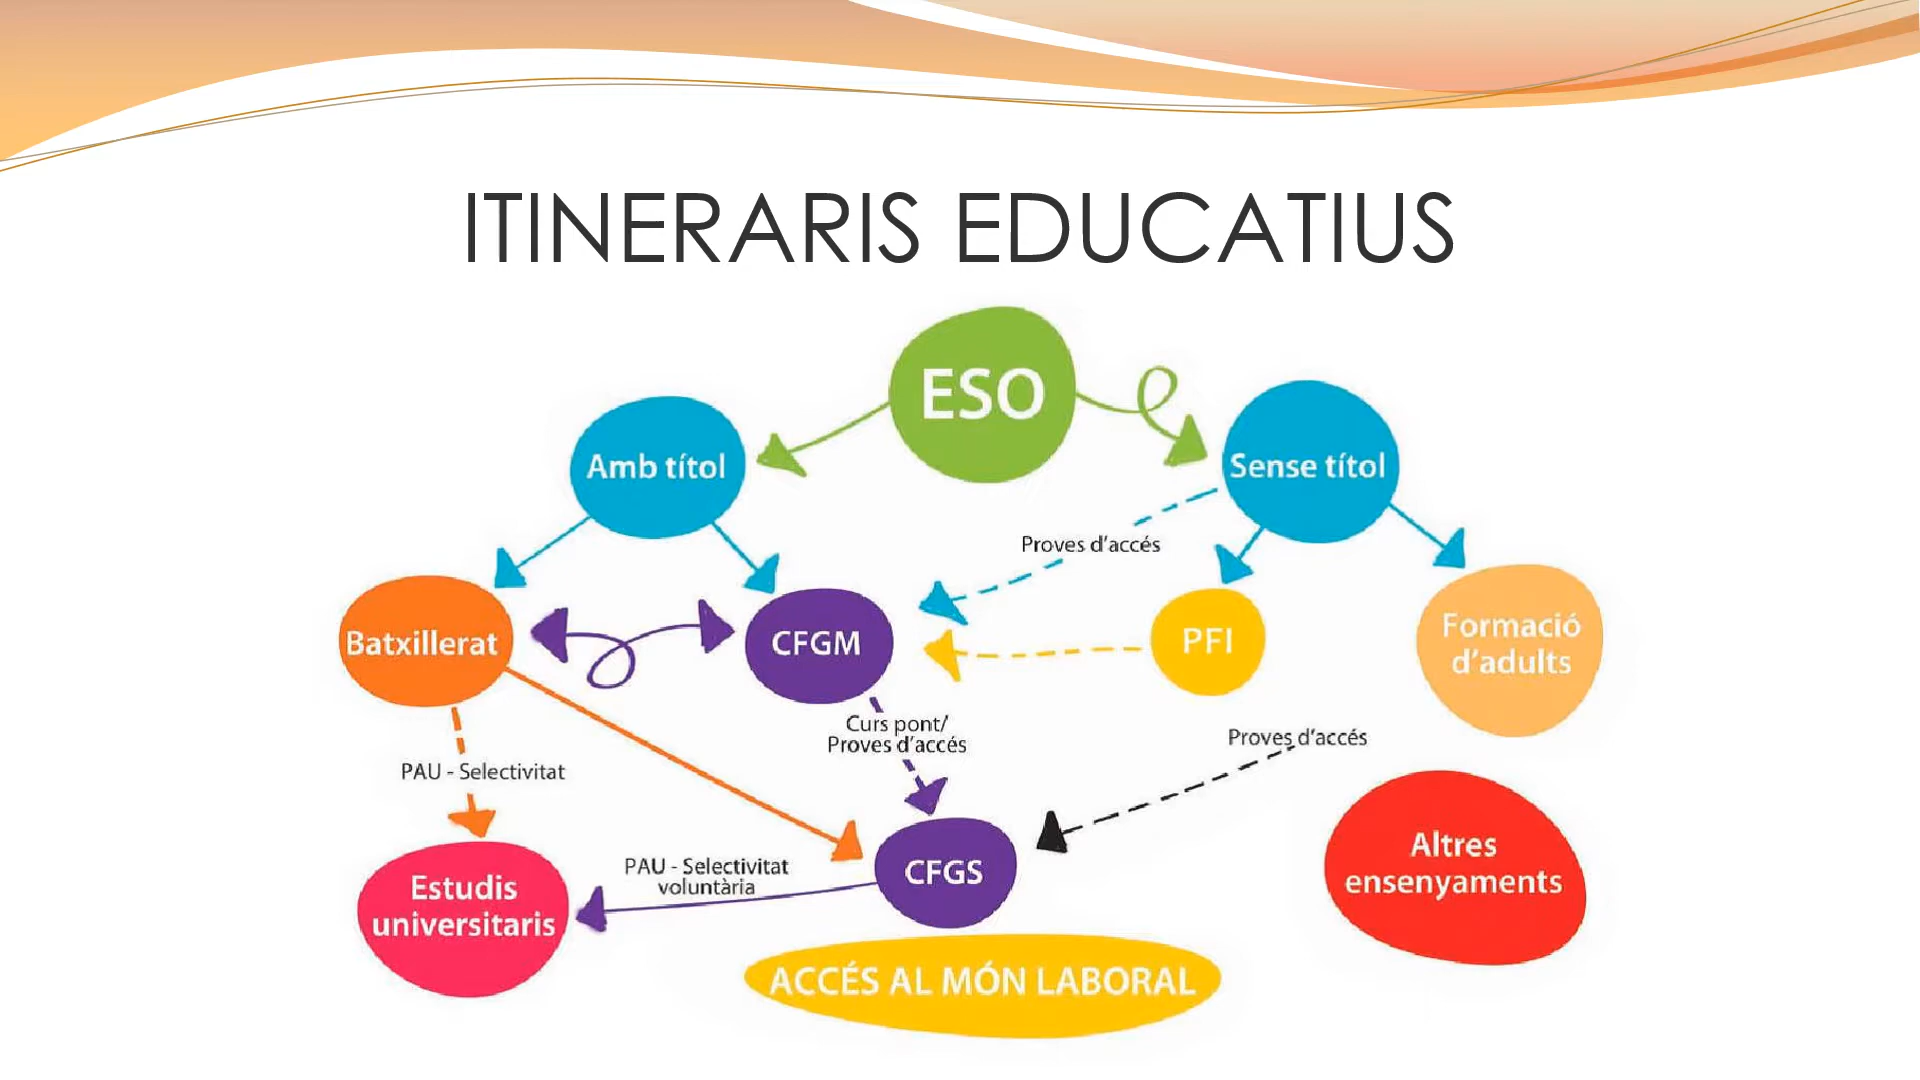 ITINERARIS EDUCATIUS
ESO
Amb títol
Sense títol
Proves d'accés
Batxillerat
CFGM
PFI
Formació
d'adults
Curs pont/
Proves d'accés
Proves d'accés
PAU - Selectivitat
Altres
ensenyaments
PAU - Selectivitat
voluntària
CFGS
Estudis
universitaris
ACCÉS AL MÓN LABORAL